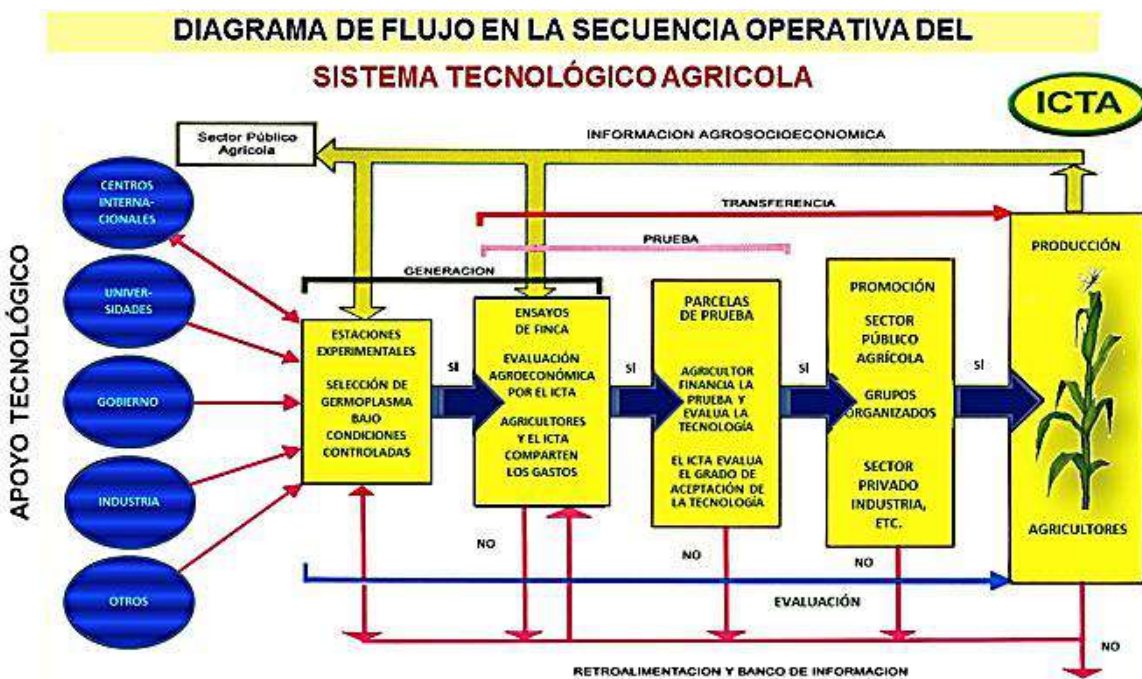 DIAGRAMA DE FLUJO EN LA SECUENCIA OPERATIVA DEL
SISTEMA TECNOLÓGICO AGRICOLA
ICTA
Sector Público
Agrícola
INFORMACION AGROSOCIOECONOMICA
APOYO TECNOLÓGICO
CENTROS
INTERNA-
CIONALES
UNIVER-
SIDADES
GOBIERNO
INDUSTRIA
OTROS
TRANSFERENCIA
PRUEBA
GENERACION
ESTACIONES
EXPERIMENTALES
SELECCIÓN DE
GERMOPLASMA
BAJO
CONDICIONES
CONTROLADAS
SI
ENSAYOS
DE FINCA
EVALUACIÓN
AGROECONÓMICA
POR EL ICTA
AGRICULTORES
Y EL ICTA
COMPARTEN
LOS GASTOS
SI
PARCELAS
DE PRUEBA
AGRICULTOR
FINANCIA LA
PRUEBA Y
EVALUA LA
TECNOLOGÍA
EL ICTA EVALUA
EL GRADO DE
ACEPTACIÓN DE
LA TECNOLOGÍA
SI
PROMOCIÓN
SECTOR
PÚBLICO
AGRÍCOLA
GRUPOS
ORGANIZADOS
SECTOR
PRIVADO
INDUSTRIA,
ETC.
SI
PRODUCCIÓN
AGRICULTORES
NO
NO
NO
NO
EVALUACIÓN
RETROALIMENTACION Y BANCO DE INFORMACION